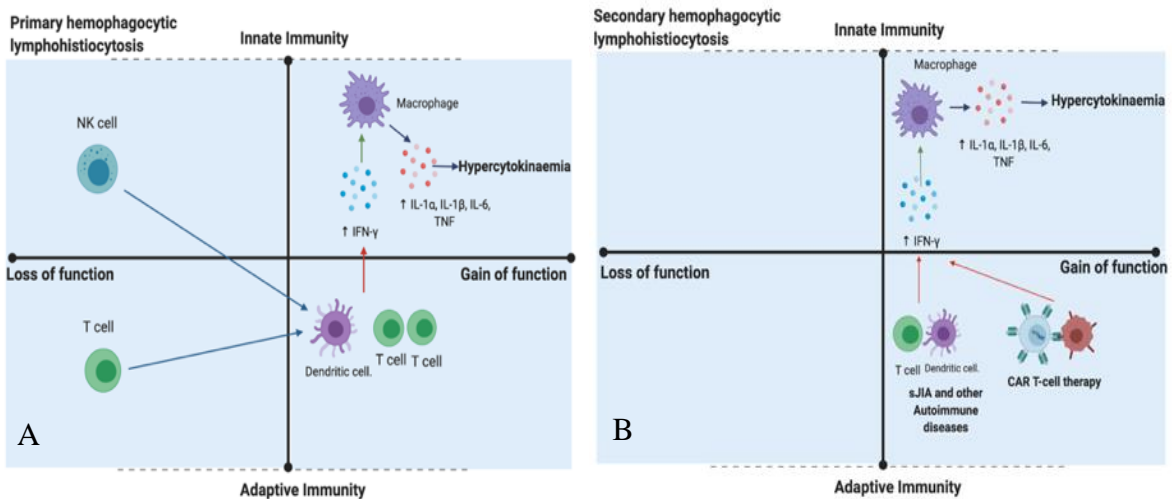 Primary hemophagocytic
lymphohistiocytosis
Innate Immunity
NK cell
Macrophage
Hypercytokinaemia
↑ IL-1α, IL-1β, IL-6,
TNF
↑ IFN-γ
Loss of function
Gain of function
T cell
Dendritic cell.
T cell
T cell
A
Adaptive Immunity
Secondary hemophagocytic
lymphohistiocytosis
Innate Immunity
Macrophage
Hypercytokinaemia
↑ IL-1α, IL-1β, IL-6,
TNF
↑ IFN-γ
Loss of function
Gain of function
T cell
Dendritic cell.
sJIA and other
Autoimmune
diseases
CAR T-cell therapy
B
Adaptive Immunity